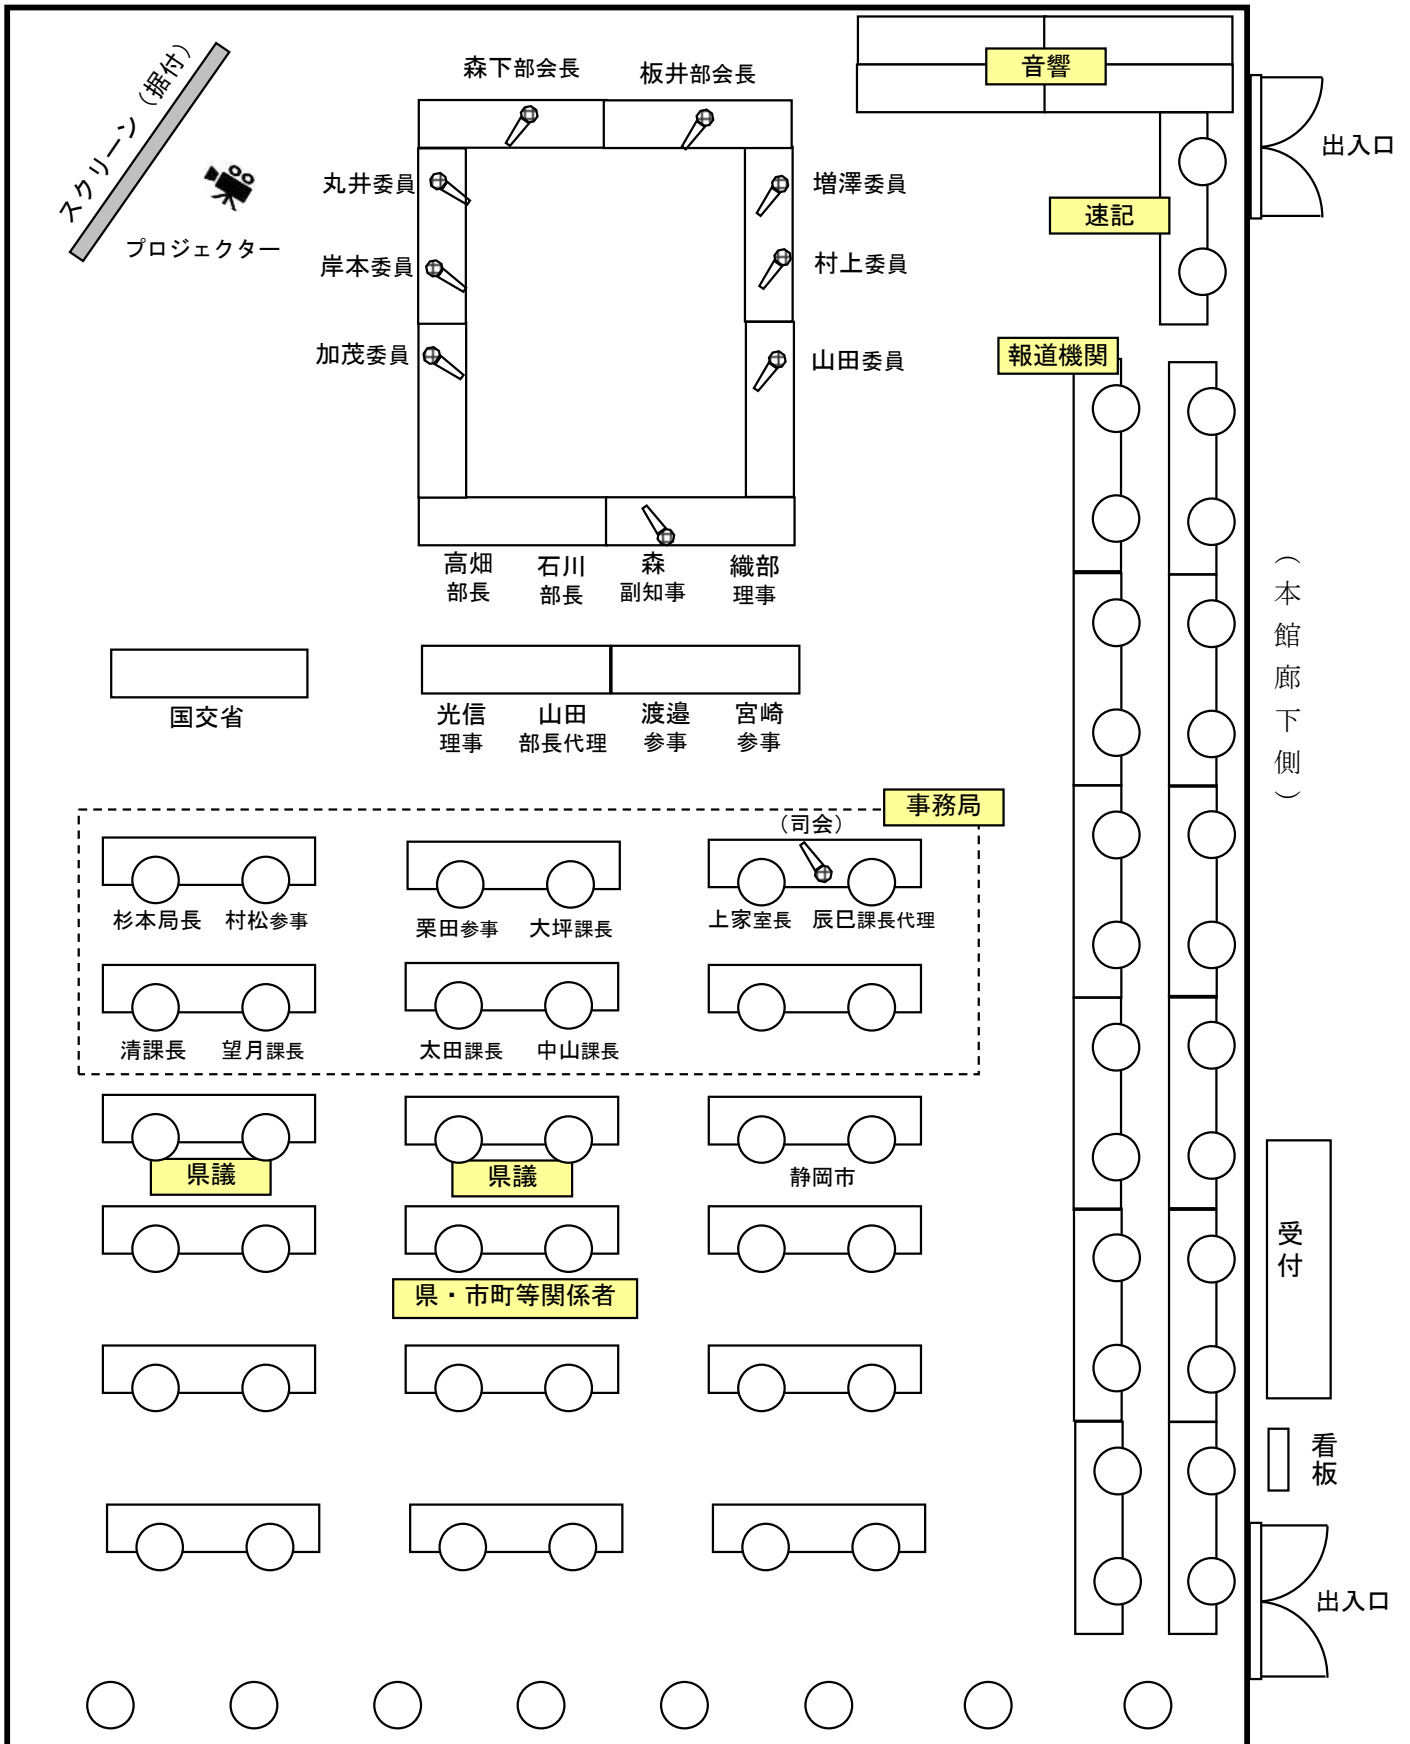 スクリーン（据付）
プロジェクター
森下部会長
板井部会長
音響
出入口
丸井委員
増澤委員
速記
岸本委員
村上委員
加茂委員
山田委員
報道機関
高畑
部長
石川
部長
森
副知事
織部
理事
（本館廊下側）
国交省
光信
理事
山田
部長代理
渡邉
参事
宮崎
参事
事務局
（司会）
杉本局長
村松参事
栗田参事
大坪課長
上家室長
辰巳課長代理
清課長
望月課長
太田課長
中山課長
県議
県議
静岡市
受付
県・市町等関係者
看板
出入口